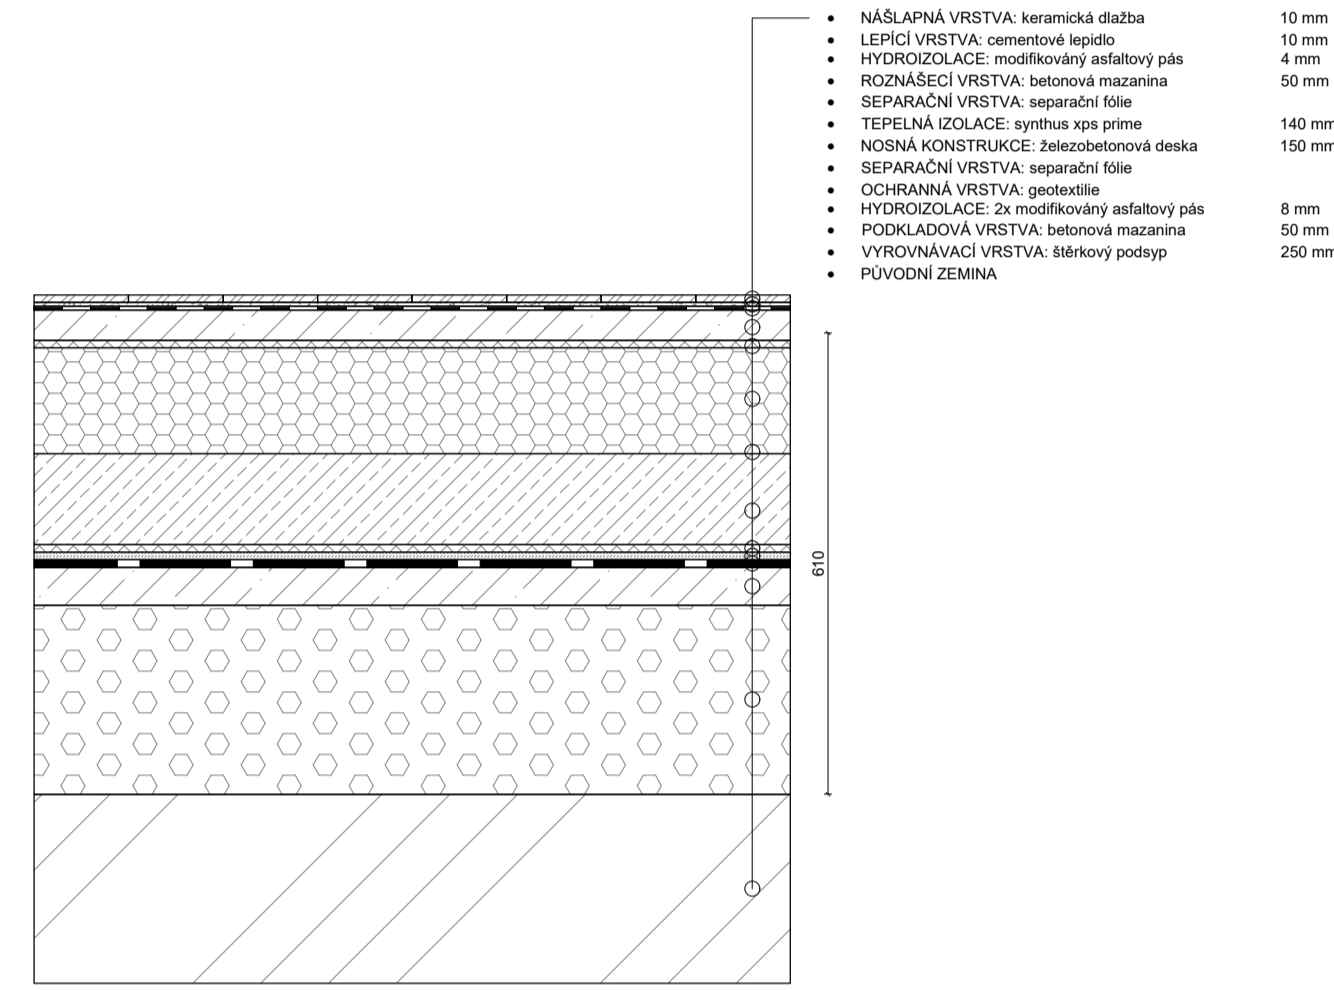 • NÁŠLAPNÁ VRSTVA: keramická dlažba 10 mm
• LEPÍCÍ VRSTVA: cementové lepidlo 10 mm
• HYDROIZOLACE: modifikováný asfaltový pás 4 mm
• ROZNÁŠECÍ VRSTVA: betonová mazanina 50 mm
• SEPARAČNÍ VRSTVA: separační fólie
• TEPELNÁ IZOLACE: synthus xps prime 140 mm
• NOSNÁ KONSTRUKCE: železobetonová deska 150 mm
• SEPARAČNÍ VRSTVA: separační fólie
• OCHRANNÁ VRSTVA: geotextilie
• HYDROIZOLACE: 2x modifikováný asfaltový pás 8 mm
• PODKLADOVÁ VRSTVA: betonová mazanina 50 mm
• VYROVNÁVACÍ VRSTVA: štěrkový podsyp 250 mm
• PŮVODNÍ ZEMINA
610